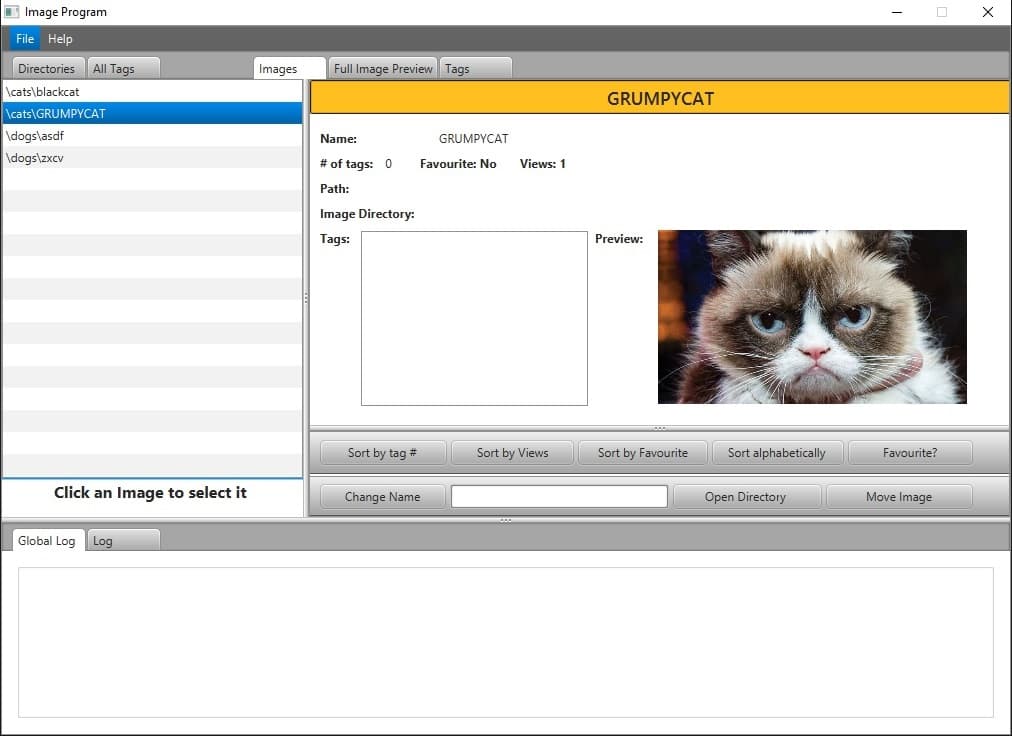 Image Program
File Help
Directories All Tags Images Full Image Preview Tags
\cats\blackcat
\cats\GRUMPYCAT
\dogs\asdf
\dogs\zxcv
Click an Image to select it
GRUMPYCAT
Name: GRUMPYCAT
# of tags: 0 Favourite: No Views: 1
Path:
Image Directory:
Tags: Preview:
Sort by tag # Sort by Views Sort by Favourite Sort alphabetically Favourite?
Change Name Open Directory Move Image
Global Log Log